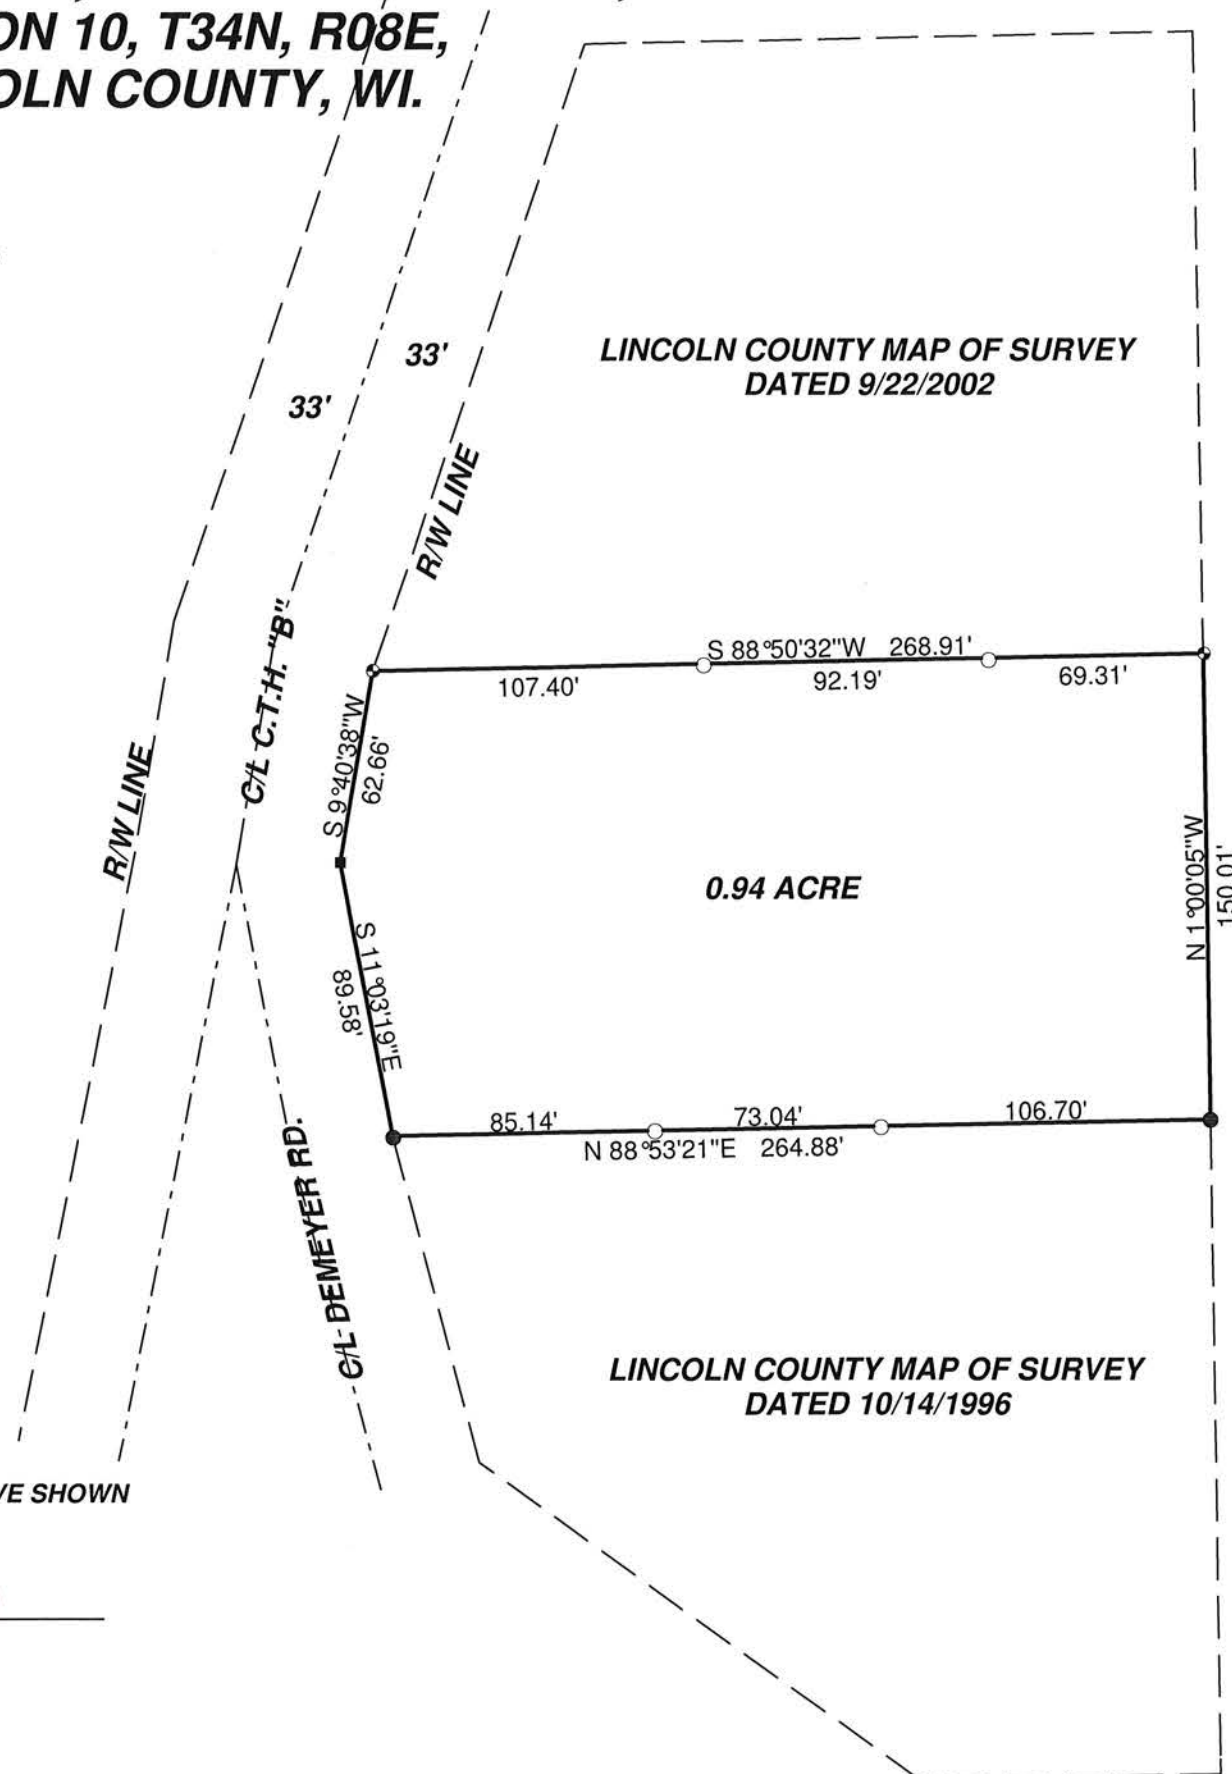 ON 10, T34N, R08E,
OLN COUNTY, WI.
33'
33'
LINCOLN COUNTY MAP OF SURVEY
DATED 9/22/2002
R/W LINE
C/L C.T.H. "B"
R/W LINE
S 88°50'32"W 268.91'
107.40'
92.19'
69.31'
S 9°40'38"W
62.66'
0.94 ACRE
N 1°00'05"W
150.01'
S 11°03'19"E
89.58'
85.14'
73.04'
106.70'
N 88°53'21"E 264.88'
C/L DEMEYER RD.
LINCOLN COUNTY MAP OF SURVEY
DATED 10/14/1996
VE SHOWN